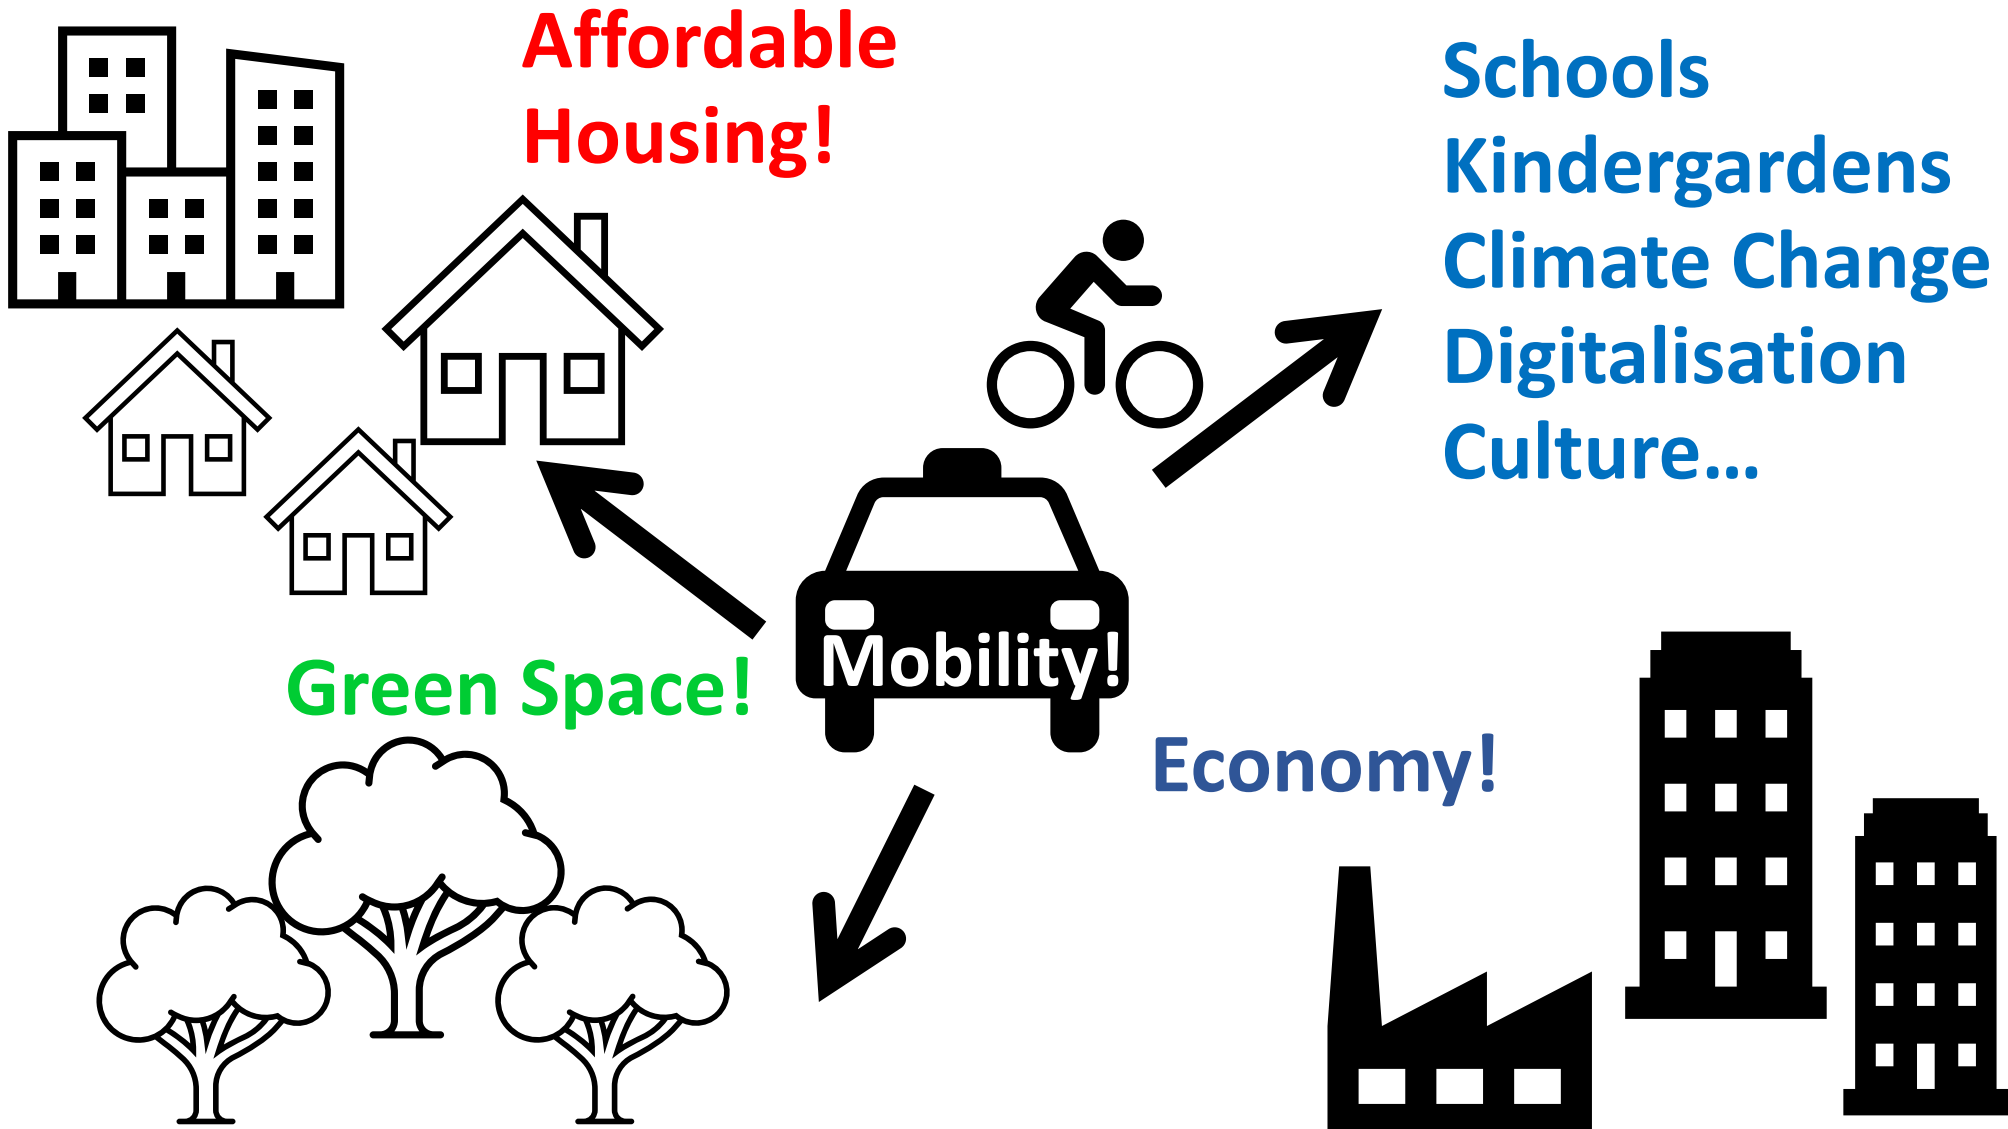 Affordable
Housing!
Schools
Kindergardens
Climate Change
Digitalisation
Culture...
Mobility!
Green Space!
Economy!